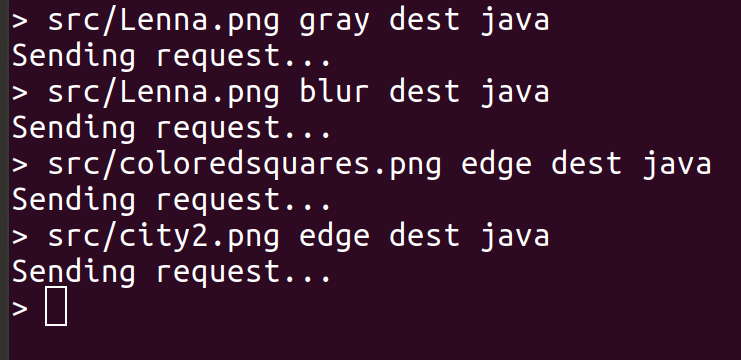 > src/Lenna.png gray dest java
Sending request...
> src/Lenna.png blur dest java
Sending request...
> src/coloredsquares.png edge dest java
Sending request...
> src/city2.png edge dest java
Sending request...
>